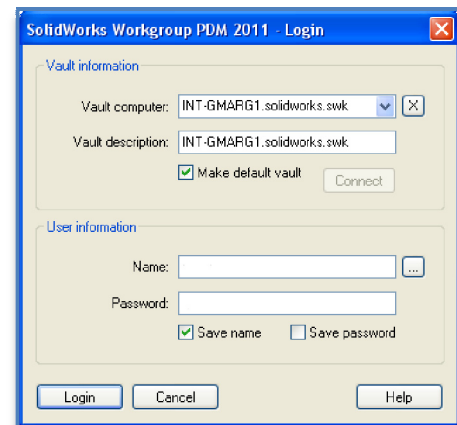 SolidWorks Workgroup PDM 2011 - Login
Vault information
Vault computer: INT-GMARG1.solidworks.swk X
Vault description: INT-GMARG1.solidworks.swk
Make default vault Connect
User information
Name: ...
Password:
Save name Save password
Login Cancel Help